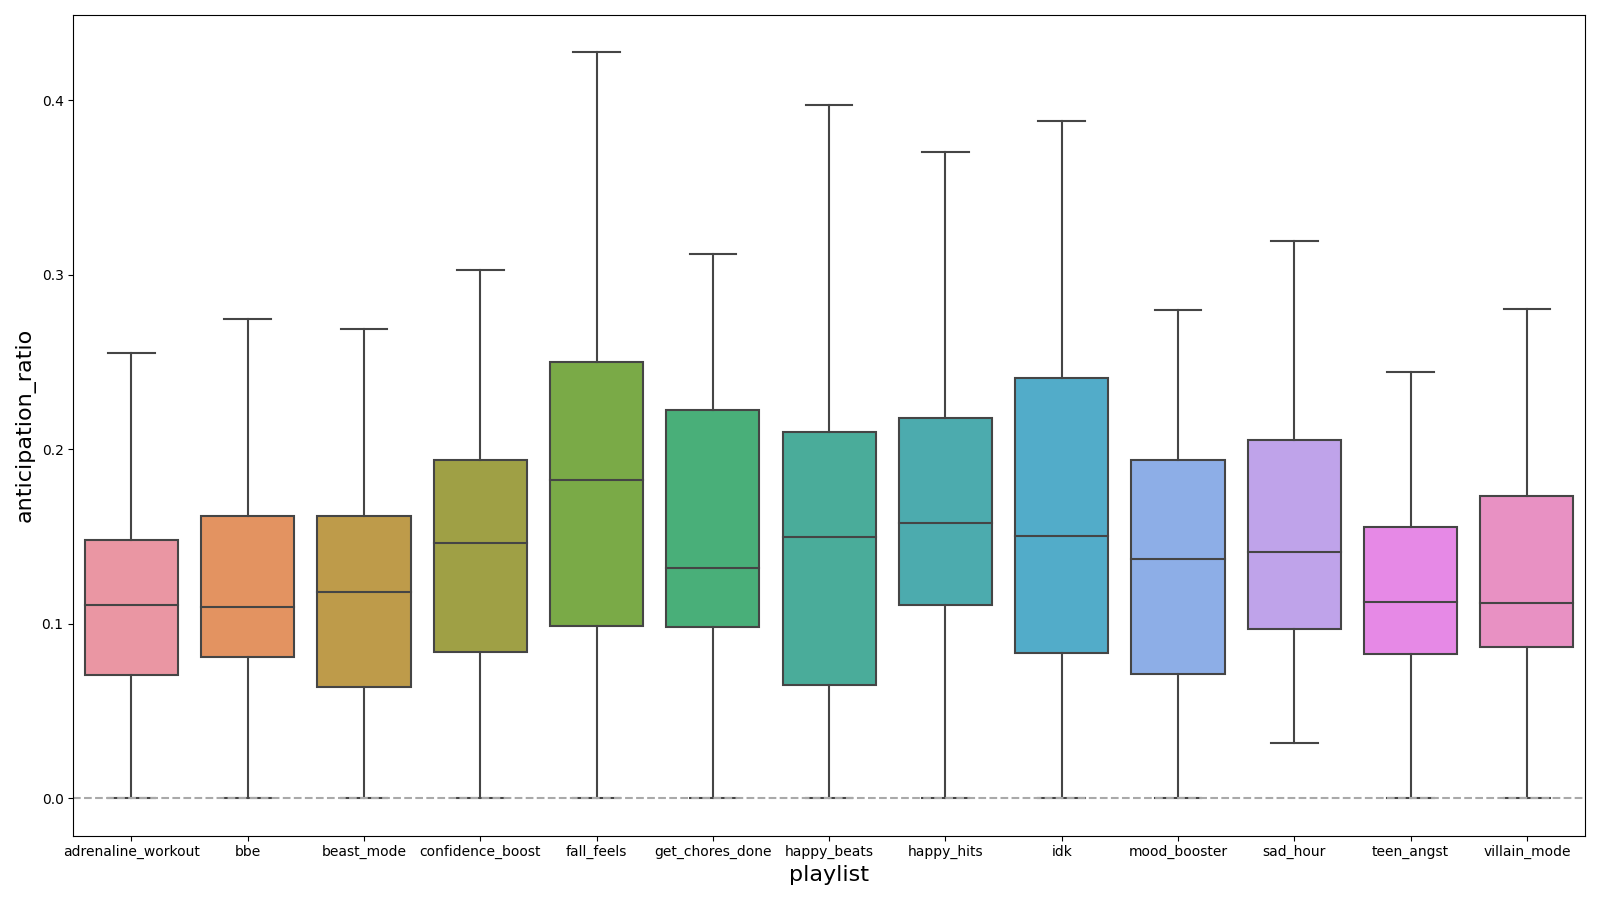 anticipation_ratio
0.4
0.3
0.2
0.1
0.0
adrenaline_workout bbe beast_mode confidence_boost fall_feels get_chores_done happy_beats happy_hits idk mood_booster sad_hour teen_angst villain_mode
playlist